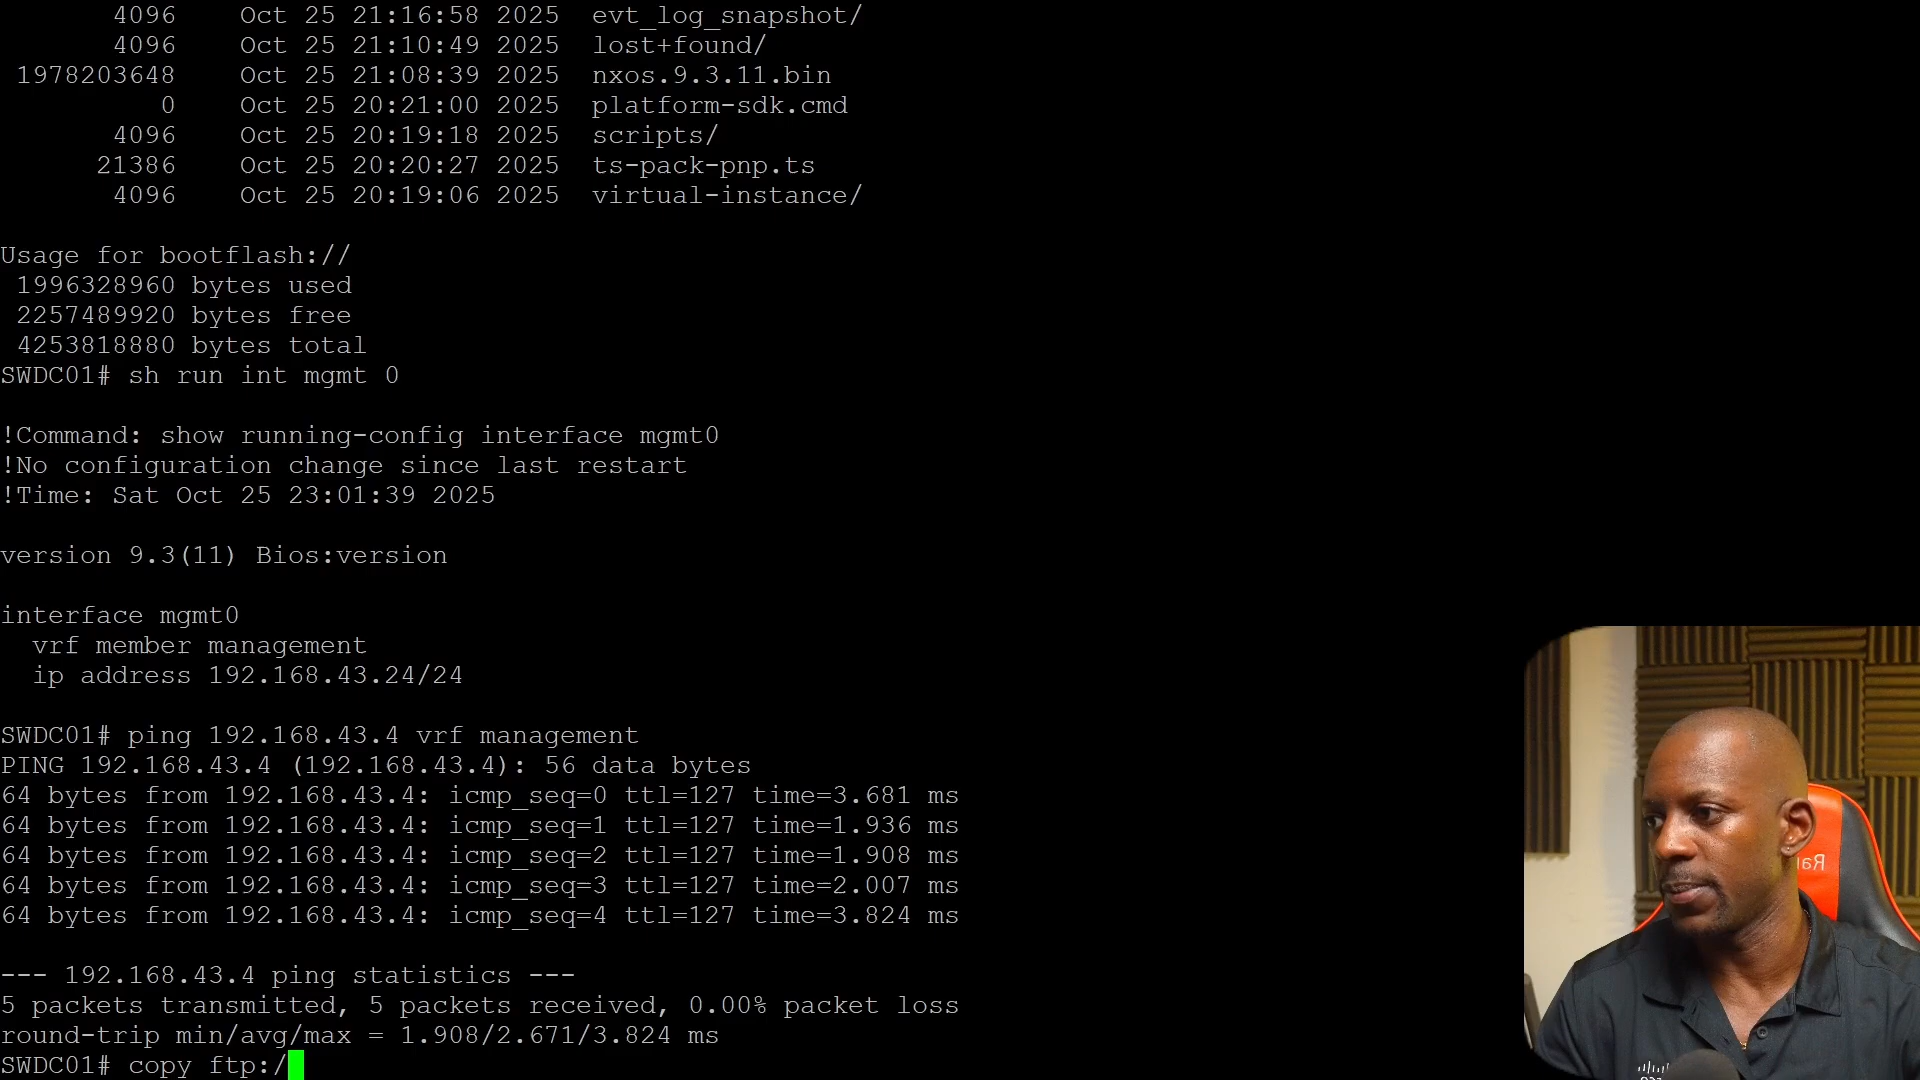 4096    Oct 25 21:16:58 2025  evt_log_snapshot/
4096    Oct 25 21:10:49 2025  lost+found/
1978203648    Oct 25 21:08:39 2025  nxos.9.3.11.bin
0    Oct 25 20:21:00 2025  platform-sdk.cmd
4096    Oct 25 20:19:18 2025  scripts/
21386    Oct 25 20:20:27 2025  ts-pack-pnp.ts
4096    Oct 25 20:19:06 2025  virtual-instance/
Usage for bootflash://
1996328960 bytes used
2257489920 bytes free
4253818880 bytes total
SWDC01# sh run int mgmt 0
!Command: show running-config interface mgmt0
!No configuration change since last restart
!Time: Sat Oct 25 23:01:39 2025
version 9.3(11) Bios:version
interface mgmt0
vrf member management
ip address 192.168.43.24/24
SWDC01# ping 192.168.43.4 vrf management
PING 192.168.43.4 (192.168.43.4): 56 data bytes
64 bytes from 192.168.43.4: icmp_seq=0 ttl=127 time=3.681 ms
64 bytes from 192.168.43.4: icmp_seq=1 ttl=127 time=1.936 ms
64 bytes from 192.168.43.4: icmp_seq=2 ttl=127 time=1.908 ms
64 bytes from 192.168.43.4: icmp_seq=3 ttl=127 time=2.007 ms
64 bytes from 192.168.43.4: icmp_seq=4 ttl=127 time=3.824 ms
--- 192.168.43.4 ping statistics ---
5 packets transmitted, 5 packets received, 0.00% packet loss
round-trip min/avg/max = 1.908/2.671/3.824 ms
SWDC01# copy ftp:/